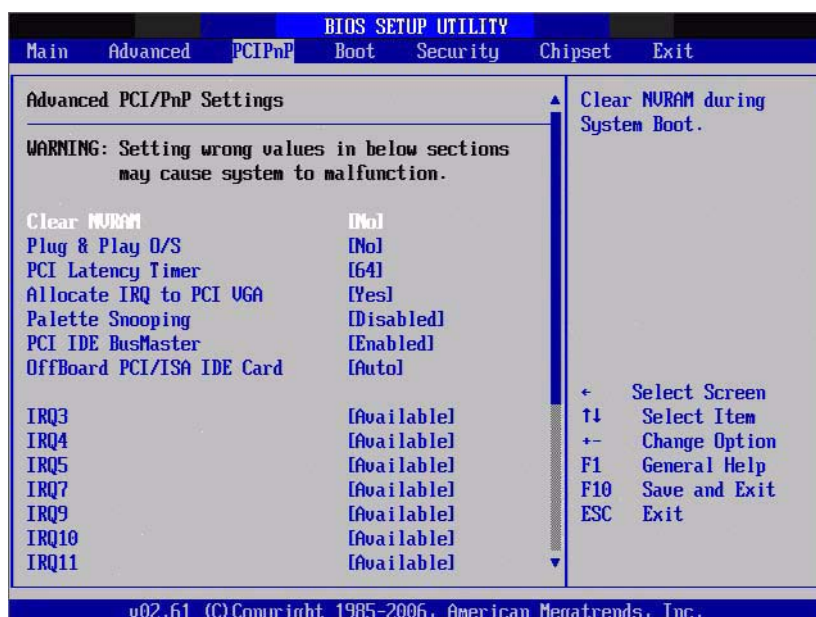 BIOS SETUP UTILITY
Main Advanced PCIPnP Boot Security Chipset Exit
Advanced PCI/PnP Settings
WARNING: Setting wrong values in below sections
may cause system to malfunction.
Clear NVRAM [No]
Plug & Play O/S [No]
PCI Latency Timer [64]
Allocate IRQ to PCI VGA [Yes]
Palette Snooping [Disabled]
PCI IDE BusMaster [Enabled]
OffBoard PCI/ISA IDE Card [Auto]
IRQ3 [Available]
IRQ4 [Available]
IRQ5 [Available]
IRQ7 [Available]
IRQ9 [Available]
IRQ10 [Available]
IRQ11 [Available]
Clear NVRAM during
System Boot.
← Select Screen
↑↓ Select Item
+- Change Option
F1 General Help
F10 Save and Exit
ESC Exit
v02.61 (C)Copyright 1985-2006, American Megatrends, Inc.